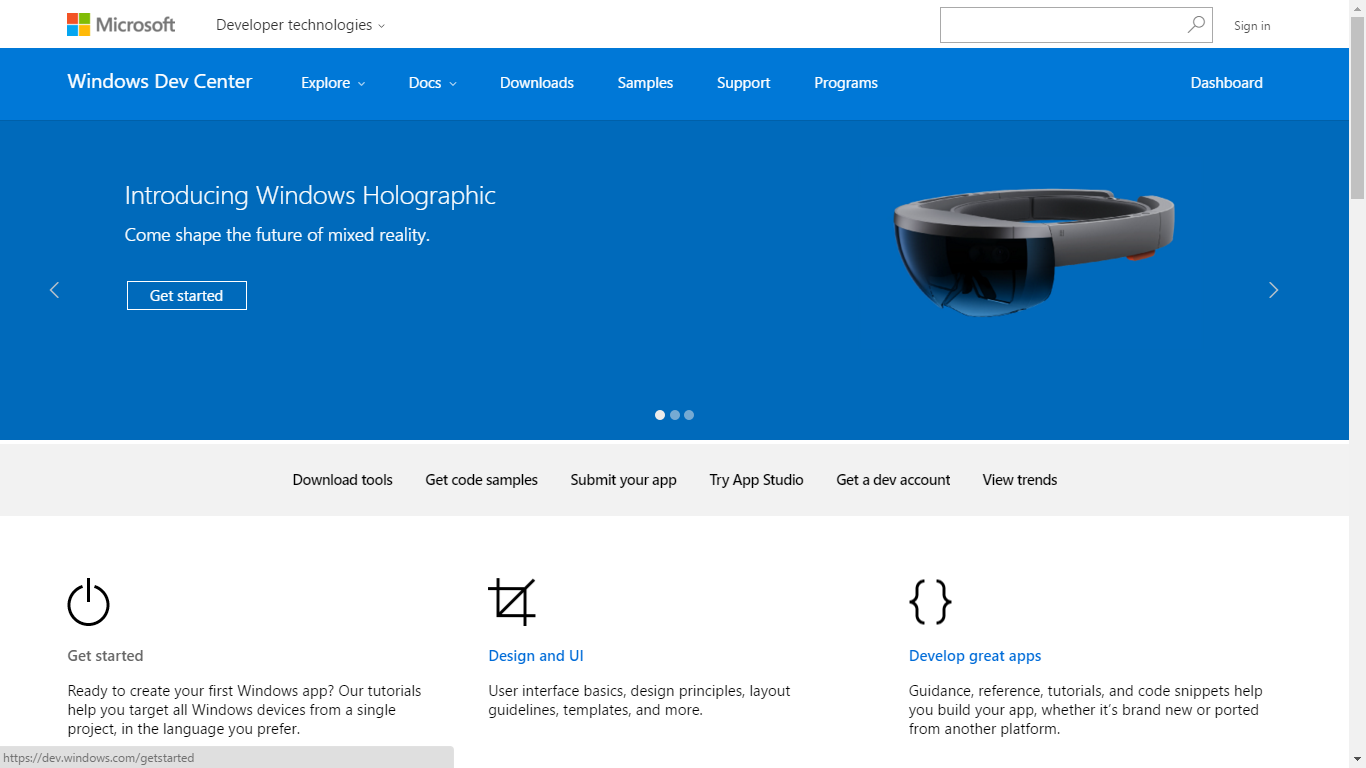 Microsoft Developer technologies Sign in
Windows Dev Center Explore Docs Downloads Samples Support Programs Dashboard
Introducing Windows Holographic
Come shape the future of mixed reality.
Get started
Download tools Get code samples Submit your app Try App Studio Get a dev account View trends
Get started
Ready to create your first Windows app? Our tutorials
help you target all Windows devices from a single
project, in the language you prefer.
Design and UI
User interface basics, design principles, layout
guidelines, templates, and more.
Develop great apps
Guidance, reference, tutorials, and code snippets help
you build your app, whether it's brand new or ported
from another platform.
https://dev.windows.com/getstarted